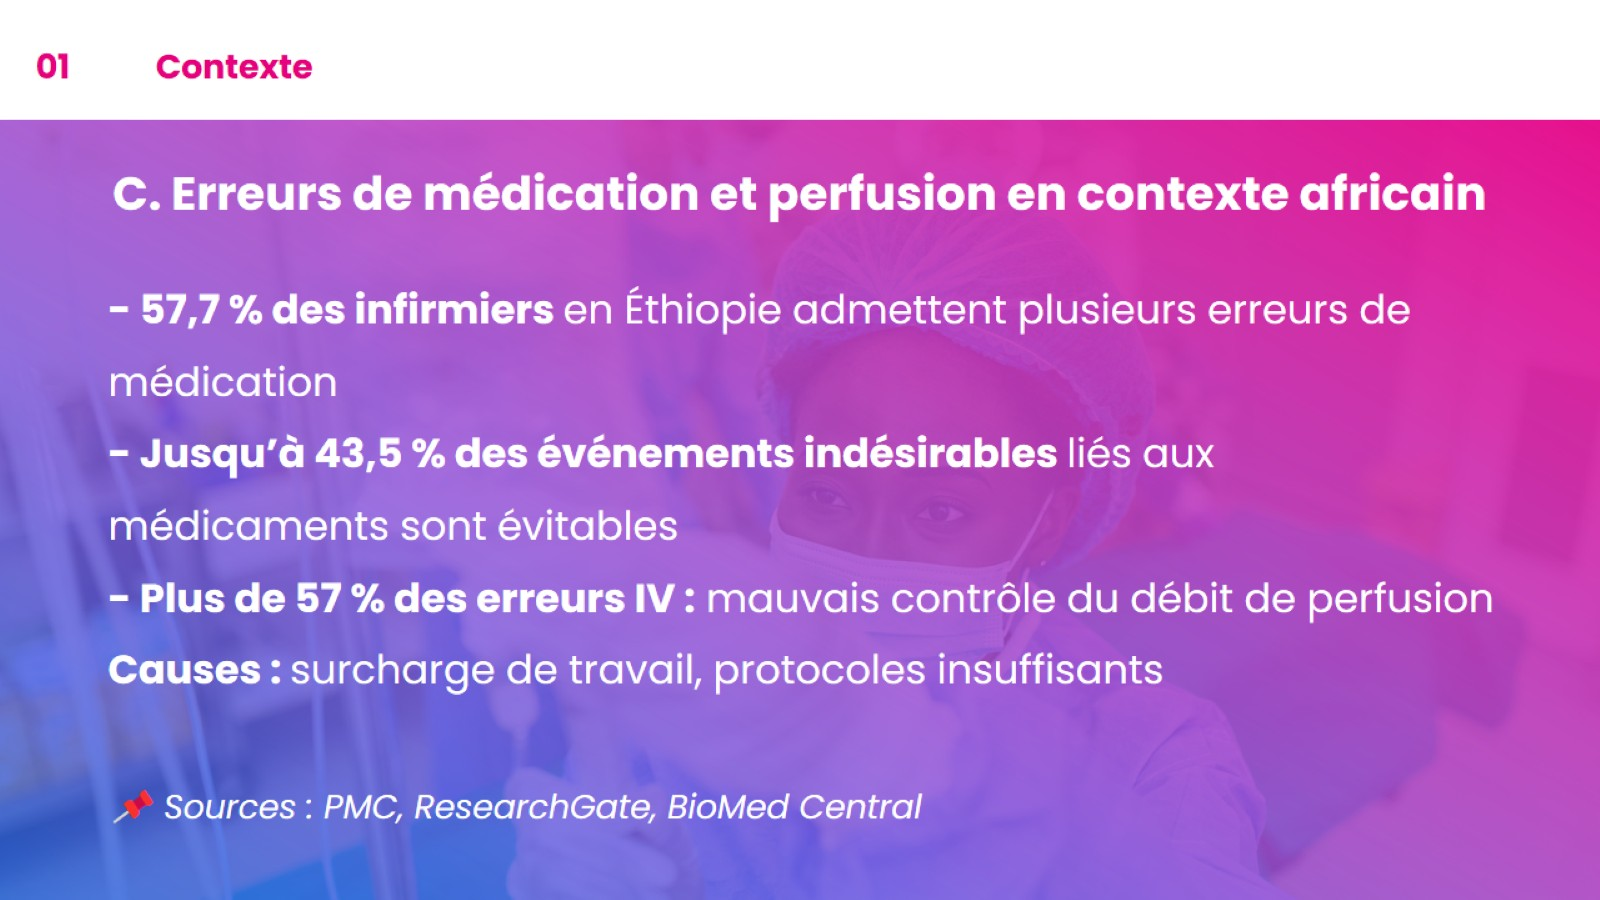 01 Contexte
C. Erreurs de médication et perfusion en contexte africain
- 57,7 % des infirmiers en Éthiopie admettent plusieurs erreurs de
médication
- Jusqu’à 43,5 % des événements indésirables liés aux
médicaments sont évitables
- Plus de 57 % des erreurs IV : mauvais contrôle du débit de perfusion
Causes : surcharge de travail, protocoles insuffisants
📌 Sources : PMC, ResearchGate, BioMed Central